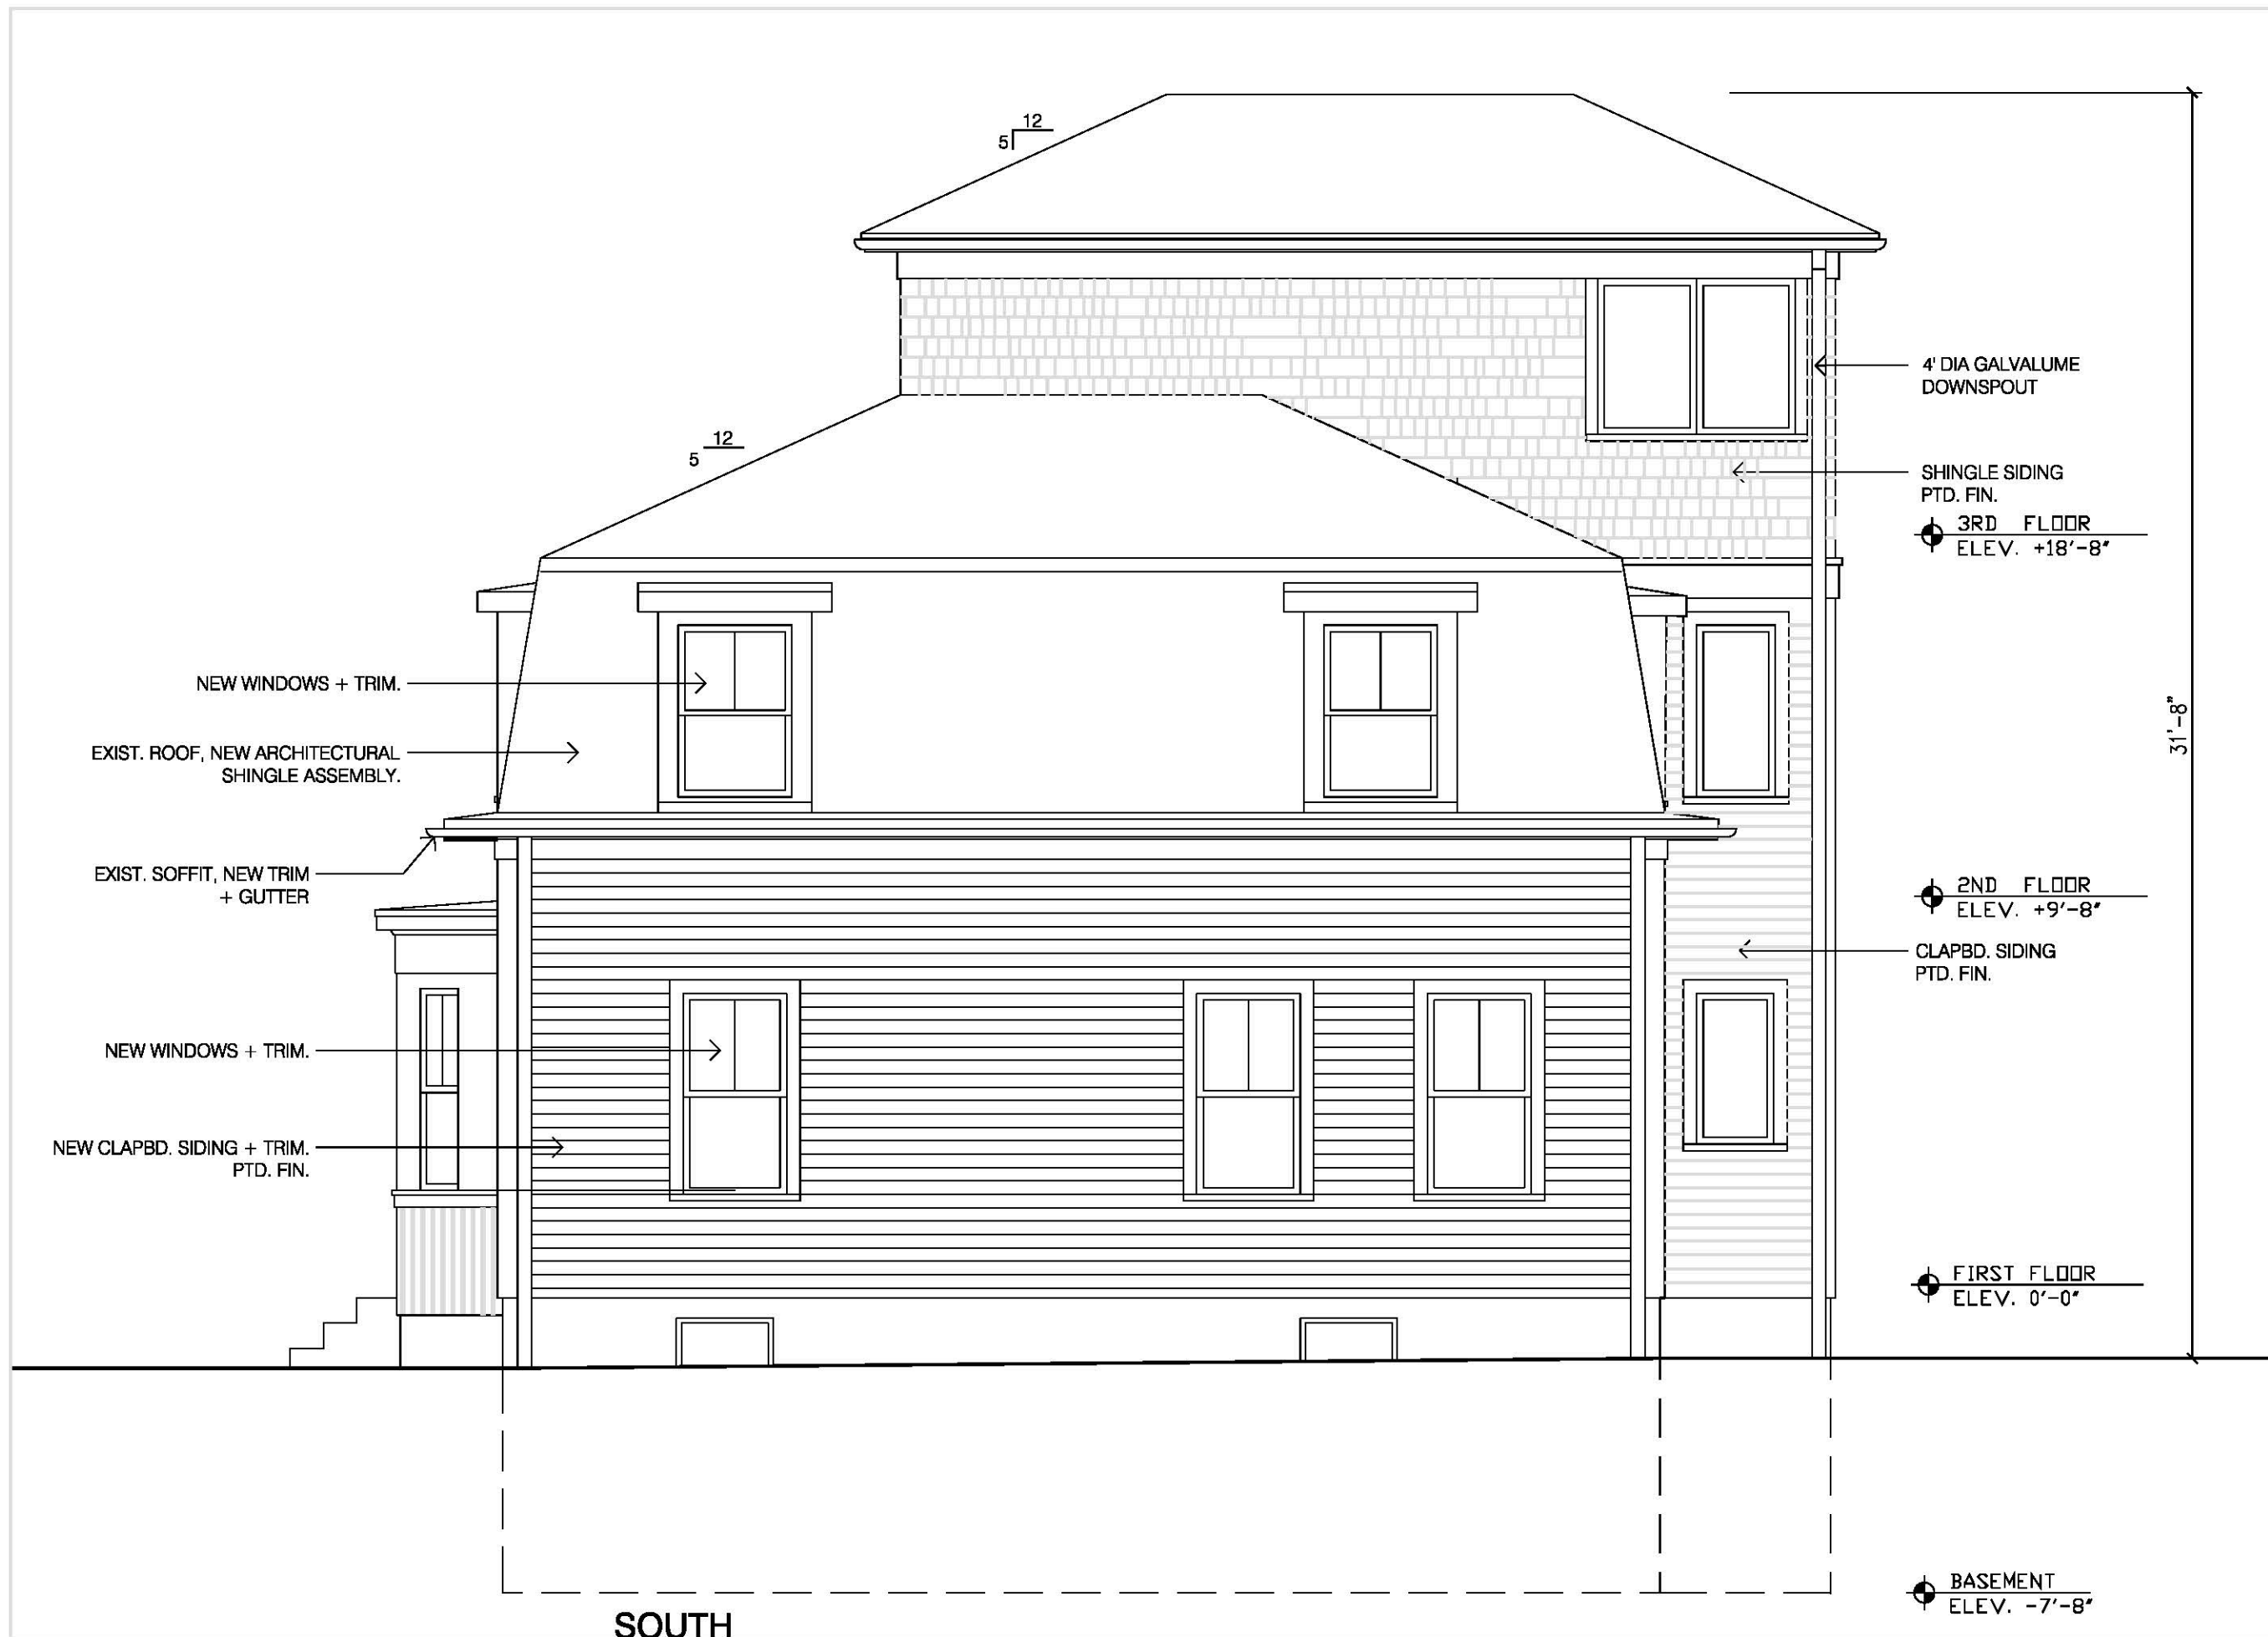 12
5
4' DIA GALVALUME
DOWNSPOUT
12
5
SHINGLE SIDING
PTD. FIN.
3RD FLOOR
ELEV. +18'-8"
NEW WINDOWS + TRIM.
31'-8"
EXIST. ROOF, NEW ARCHITECTURAL
SHINGLE ASSEMBLY.
EXIST. SOFFIT, NEW TRIM
+ GUTTER
2ND FLOOR
ELEV. +9'-8"
CLAPBD. SIDING
PTD. FIN.
NEW WINDOWS + TRIM.
NEW CLAPBD. SIDING + TRIM.
PTD. FIN.
FIRST FLOOR
ELEV. 0'-0"
BASEMENT
ELEV. -7'-8"
SOUTH